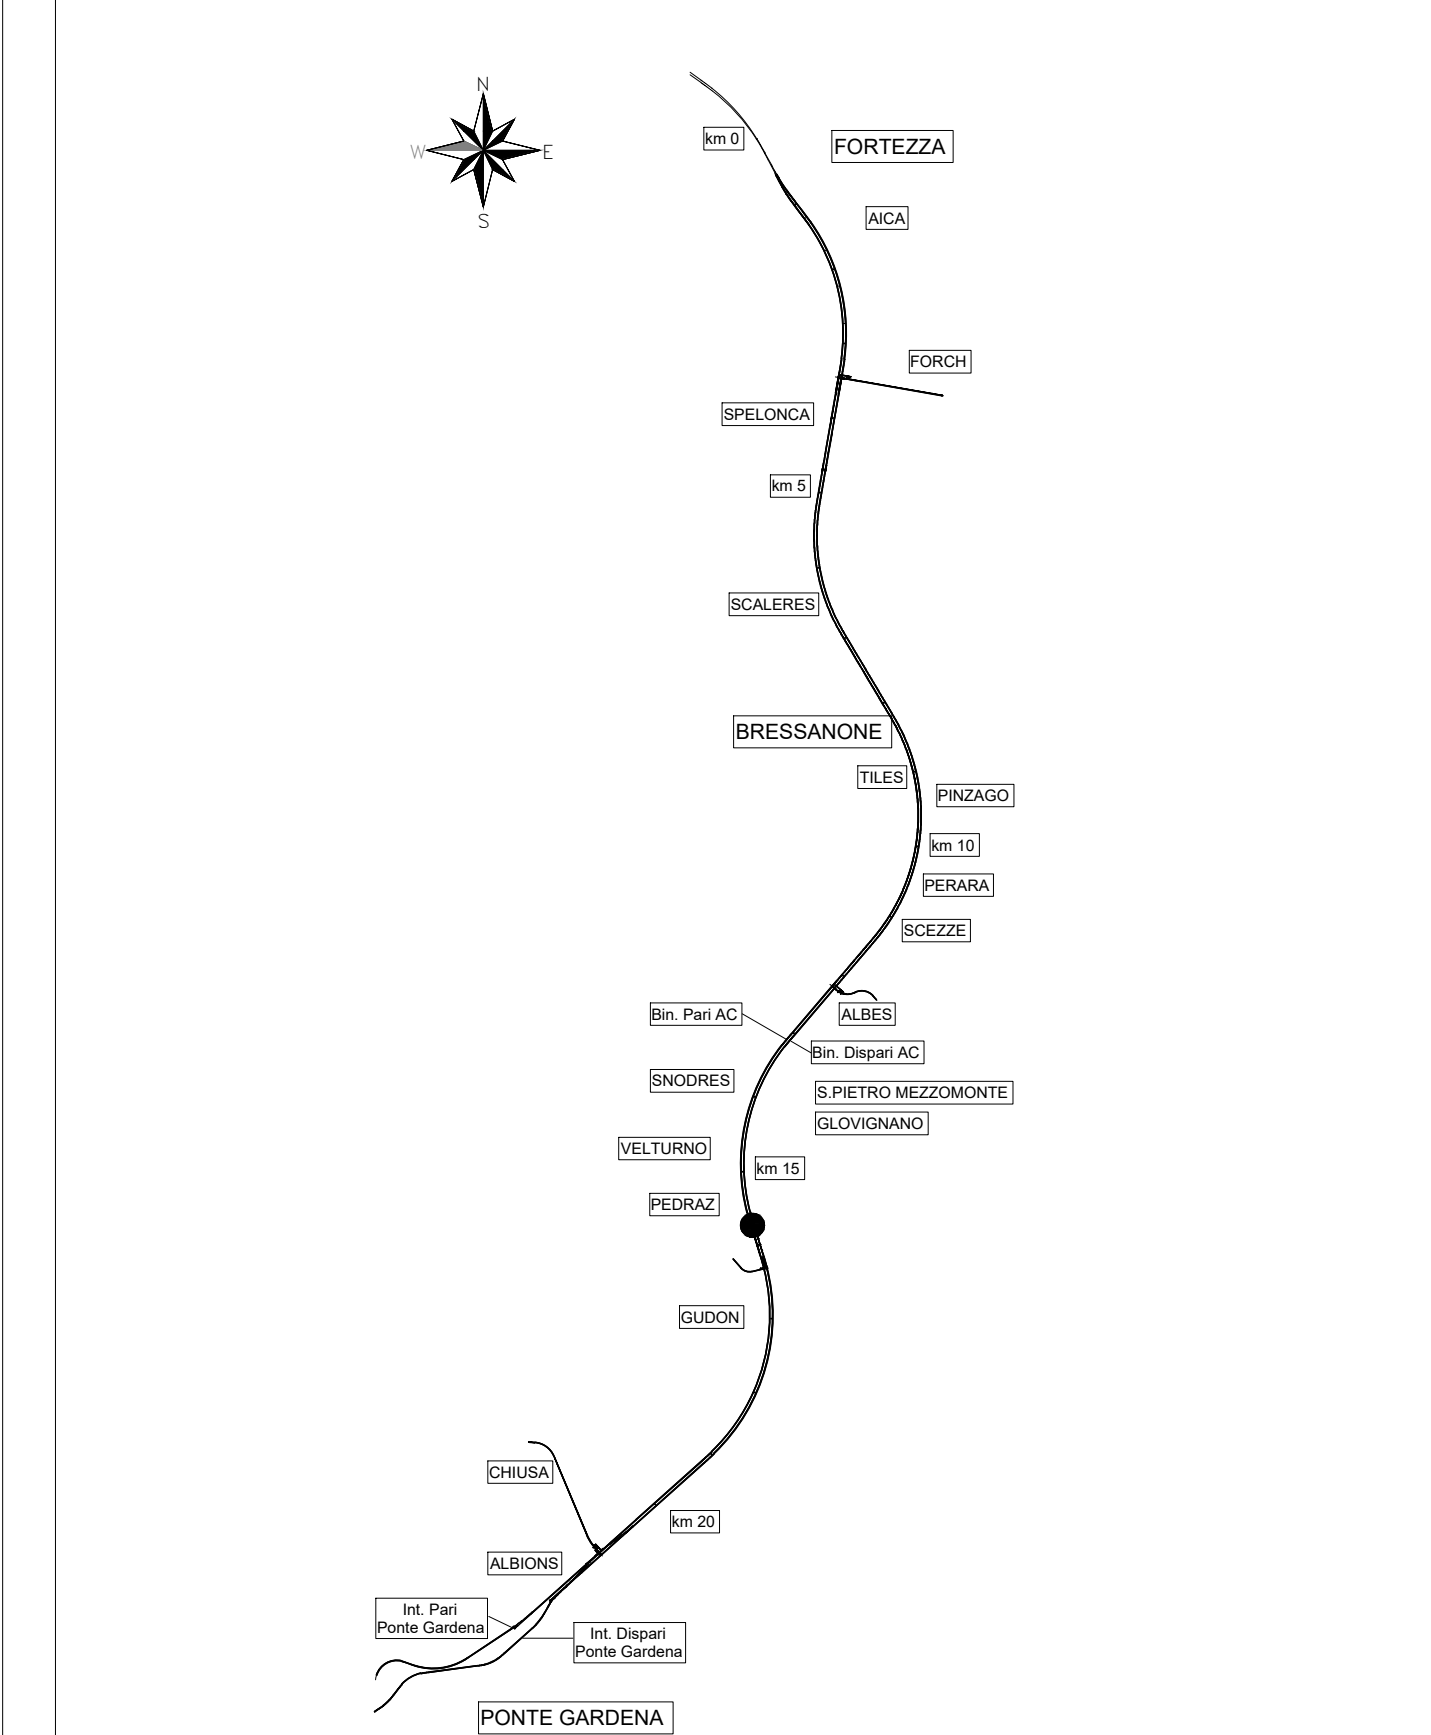 N
km 0
FORTEZZA
W
E
AICA
S
FORCH
SPELONCA
km 5
SCALERES
BRESSANONE
TILES
PINZAGO
km 10
PERARA
SCEZZE
Bin. Pari AC
ALBES
Bin. Dispari AC
SNODRES
S.PIETRO MEZZOMONTE
GLOVIGNANO
VELTURNO
km 15
PEDRAZ
GUDON
CHIUSA
km 20
ALBIONS
Int. Pari
Ponte Gardena
Int. Dispari
Ponte Gardena
PONTE GARDENA